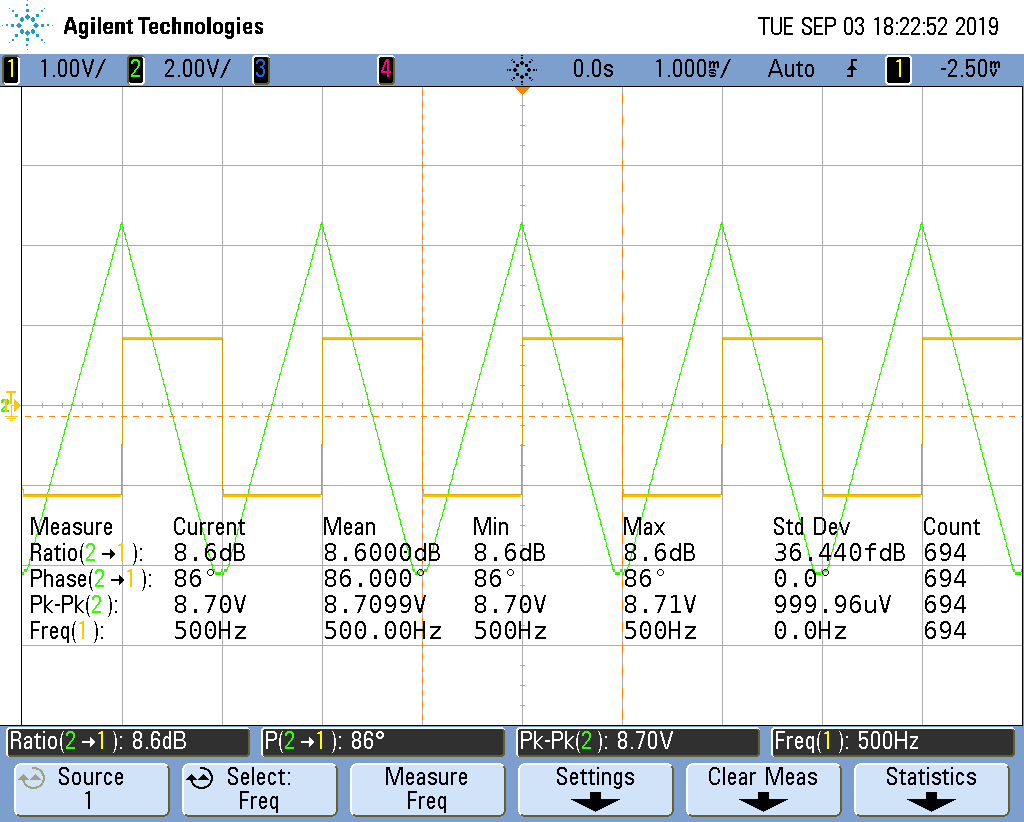 Agilent Technologies TUE SEP 03 18:22:52 2019
1 1.00V/ 2 2.00V/ 3 4 0.0s 1.000ms/ Auto 1 -2.50V
2
Measure Current Mean Min Max Std Dev Count
Ratio(2→1): 8.6dB 8.6000dB 8.6dB 8.6dB 36.440fdB 694
Phase(2→1): 86° 86.000° 86° 86° 0.0° 694
Pk-Pk(2): 8.70V 8.7099V 8.70V 8.71V 999.96uV 694
Freq(1): 500Hz 500.00Hz 500Hz 500Hz 0.0Hz 694
Ratio(2→1): 8.6dB P(2→1): 86° Pk-Pk(2): 8.70V Freq(1): 500Hz
Source Select: Measure Settings Clear Meas Statistics
1 Freq Freq